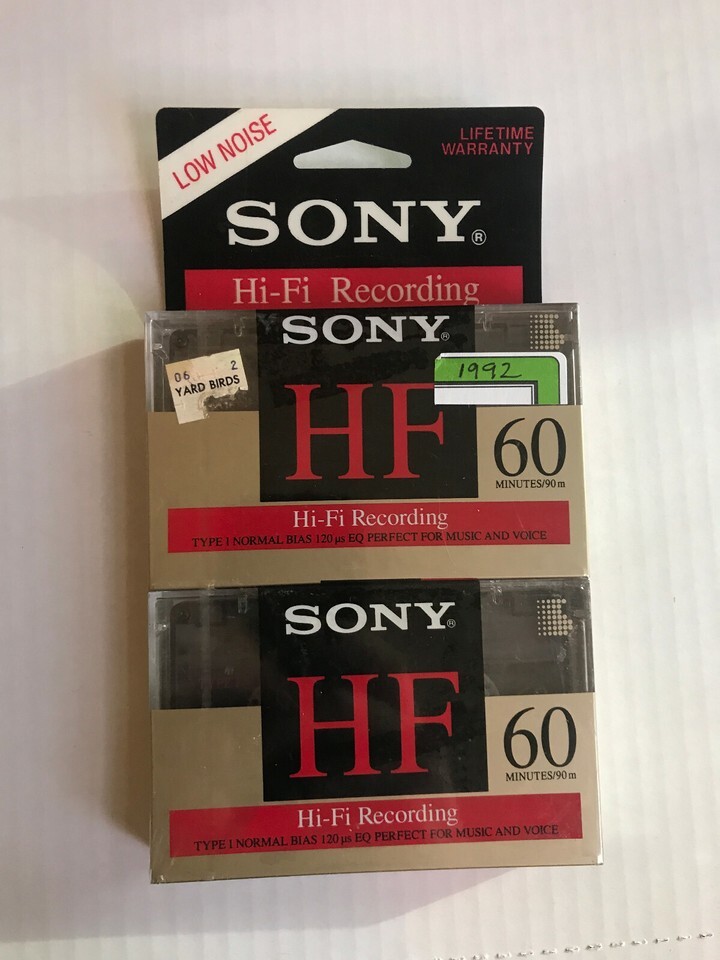 LOW NOISE
LIFETIME
WARRANTY
SONY®
Hi-Fi Recording
SONY®
06 2
YARD BIRDS
1992
HF
60
MINUTES/90m
Hi-Fi Recording
TYPE I NORMAL BIAS 120 µs EQ PERFECT FOR MUSIC AND VOICE
SONY®
HF
60
MINUTES/90m
Hi-Fi Recording
TYPE I NORMAL BIAS 120 µs EQ PERFECT FOR MUSIC AND VOICE